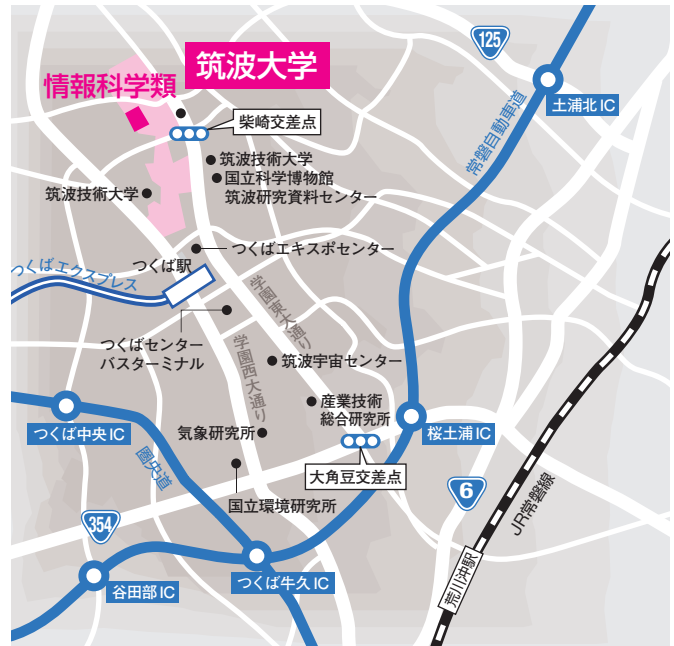 125
筑波大学
情報科学類
土浦北IC
柴崎交差点
常磐自動車道
筑波技術大学
国立科学博物館
筑波研究資料センター
筑波技術大学
つくばエキスポセンター
つくば駅
つくばエクスプレス
学園東大通り
つくばセンター
バスターミナル
学園西大通り
筑波宇宙センター
産業技術
総合研究所
つくば中央IC
気象研究所
桜土浦IC
圏央道
大角豆交差点
6
国立環境研究所
JR常磐線
354
荒川沖駅
つくば牛久IC
谷田部IC